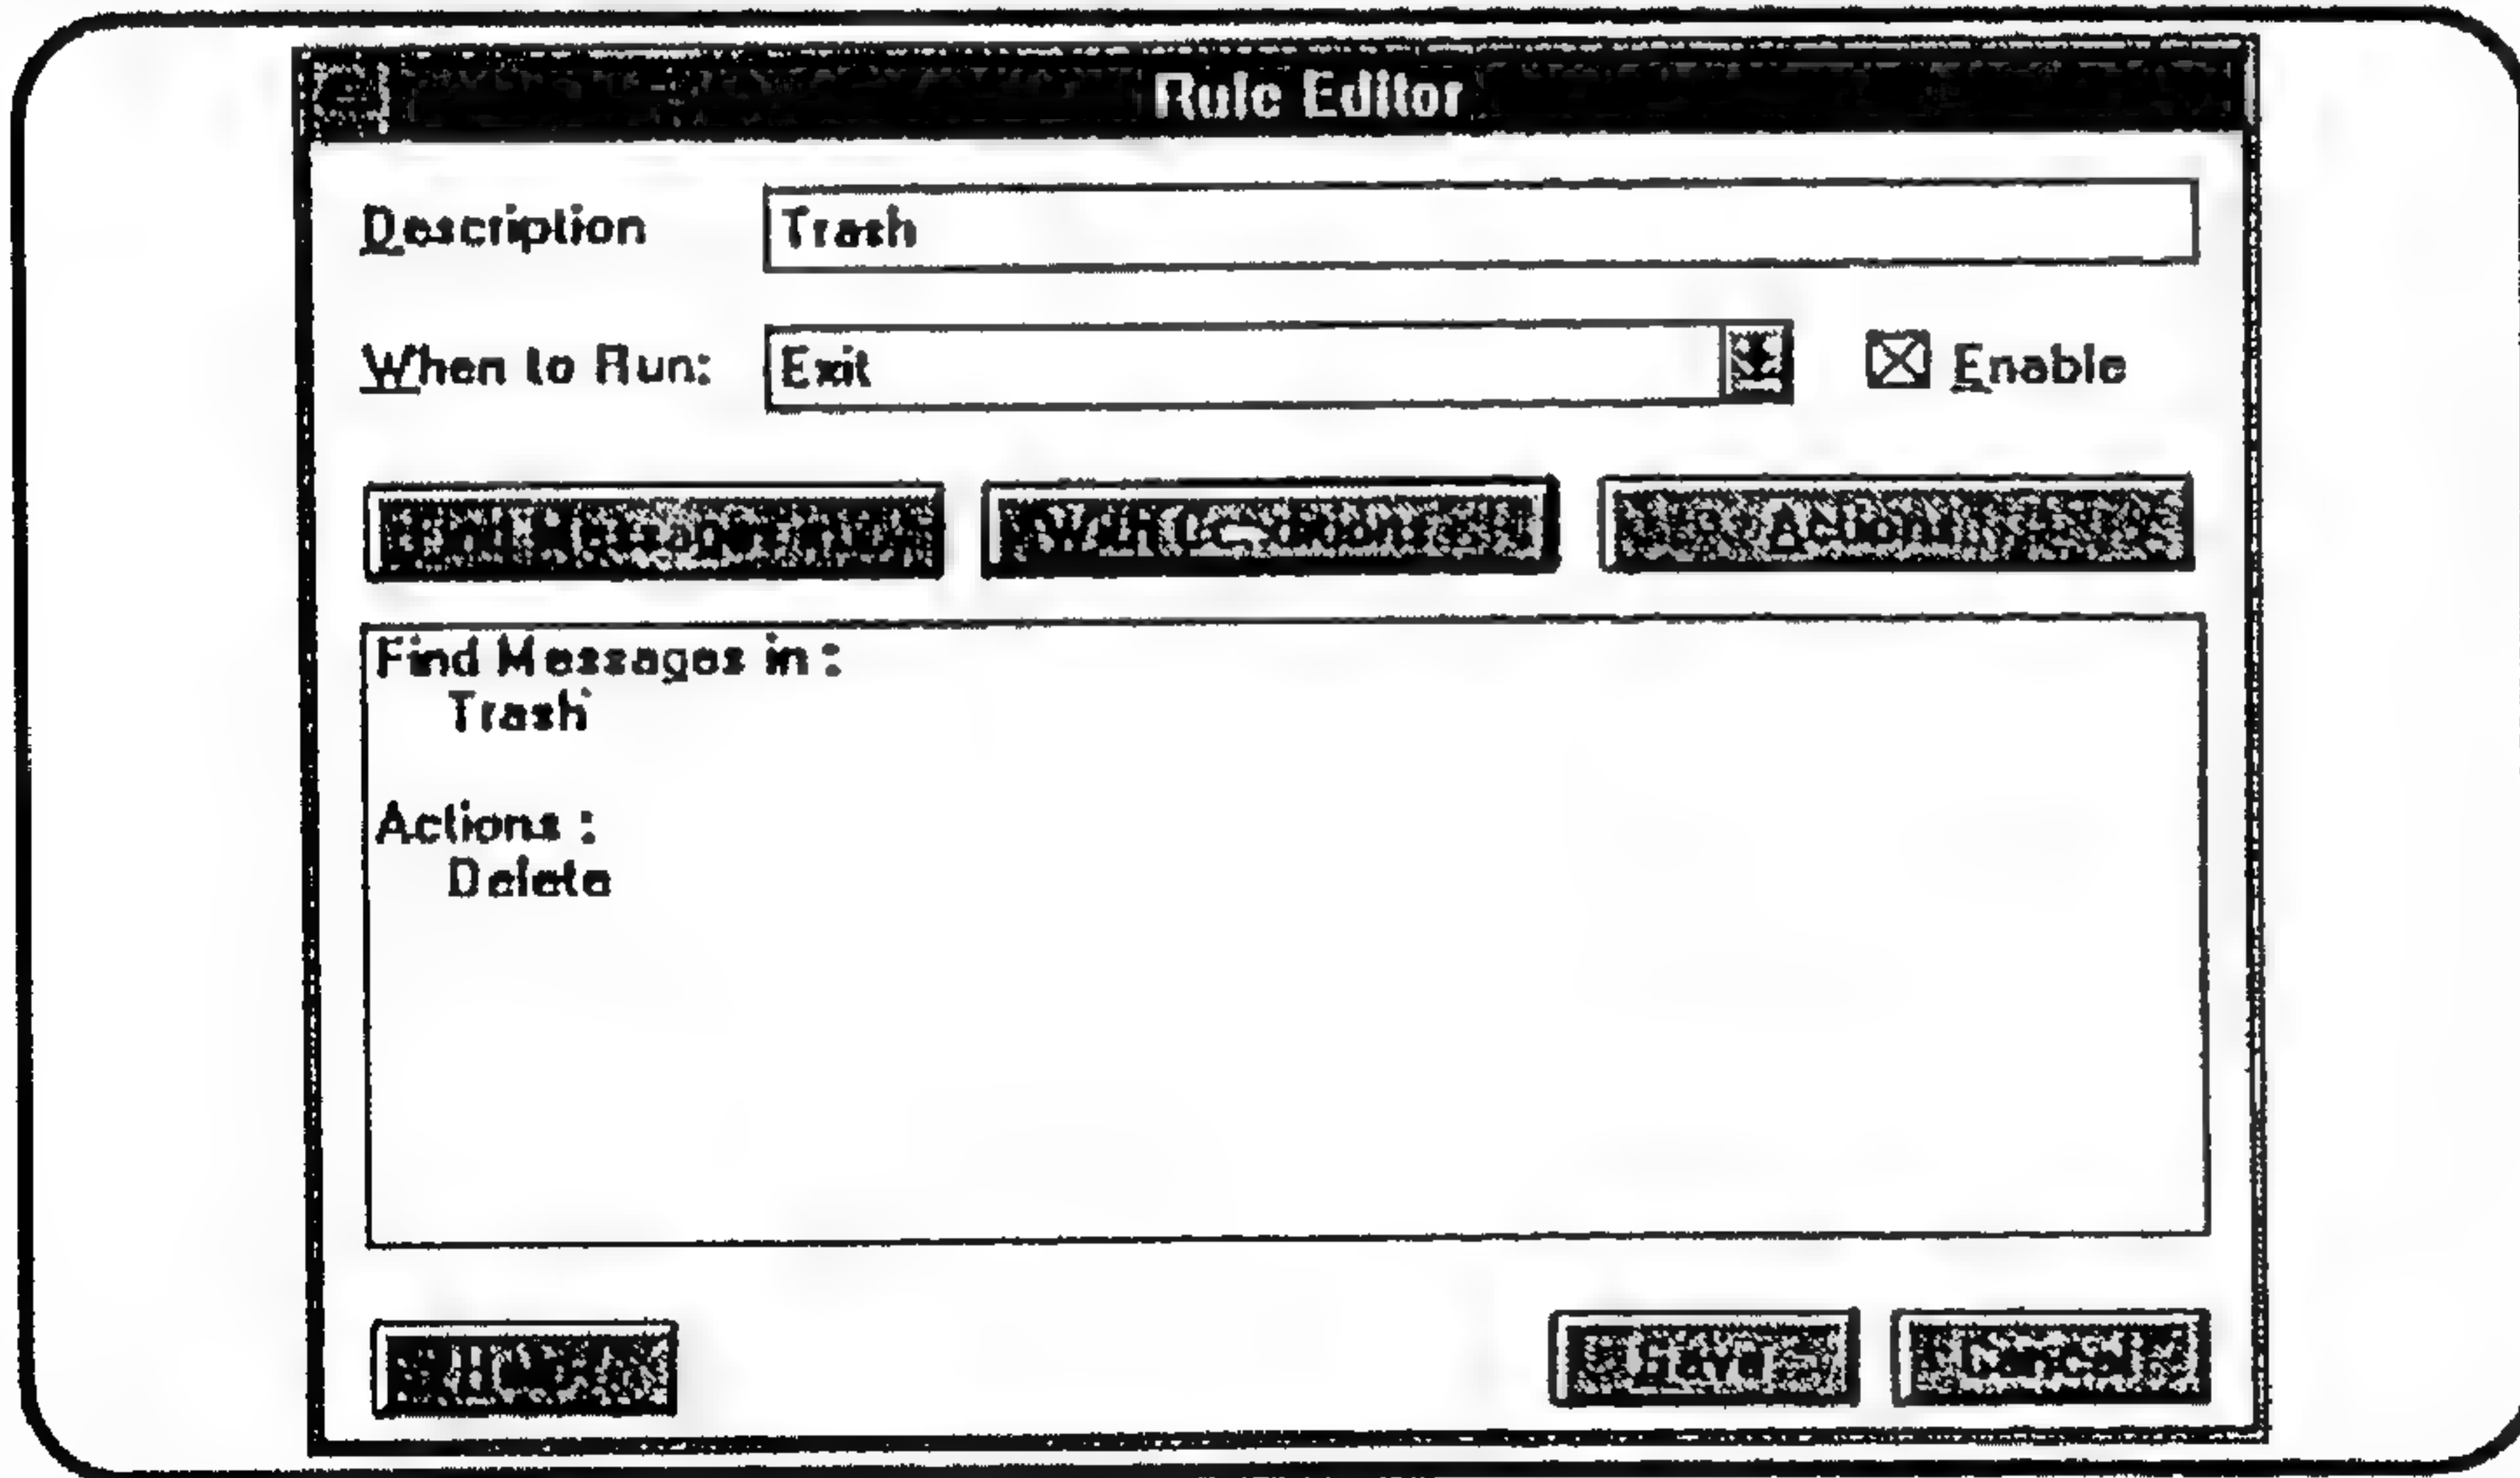 Rule Editor
Description Trash
When to Run: Exit Enable
Find Messages in :
Trash
Actions :
Delete